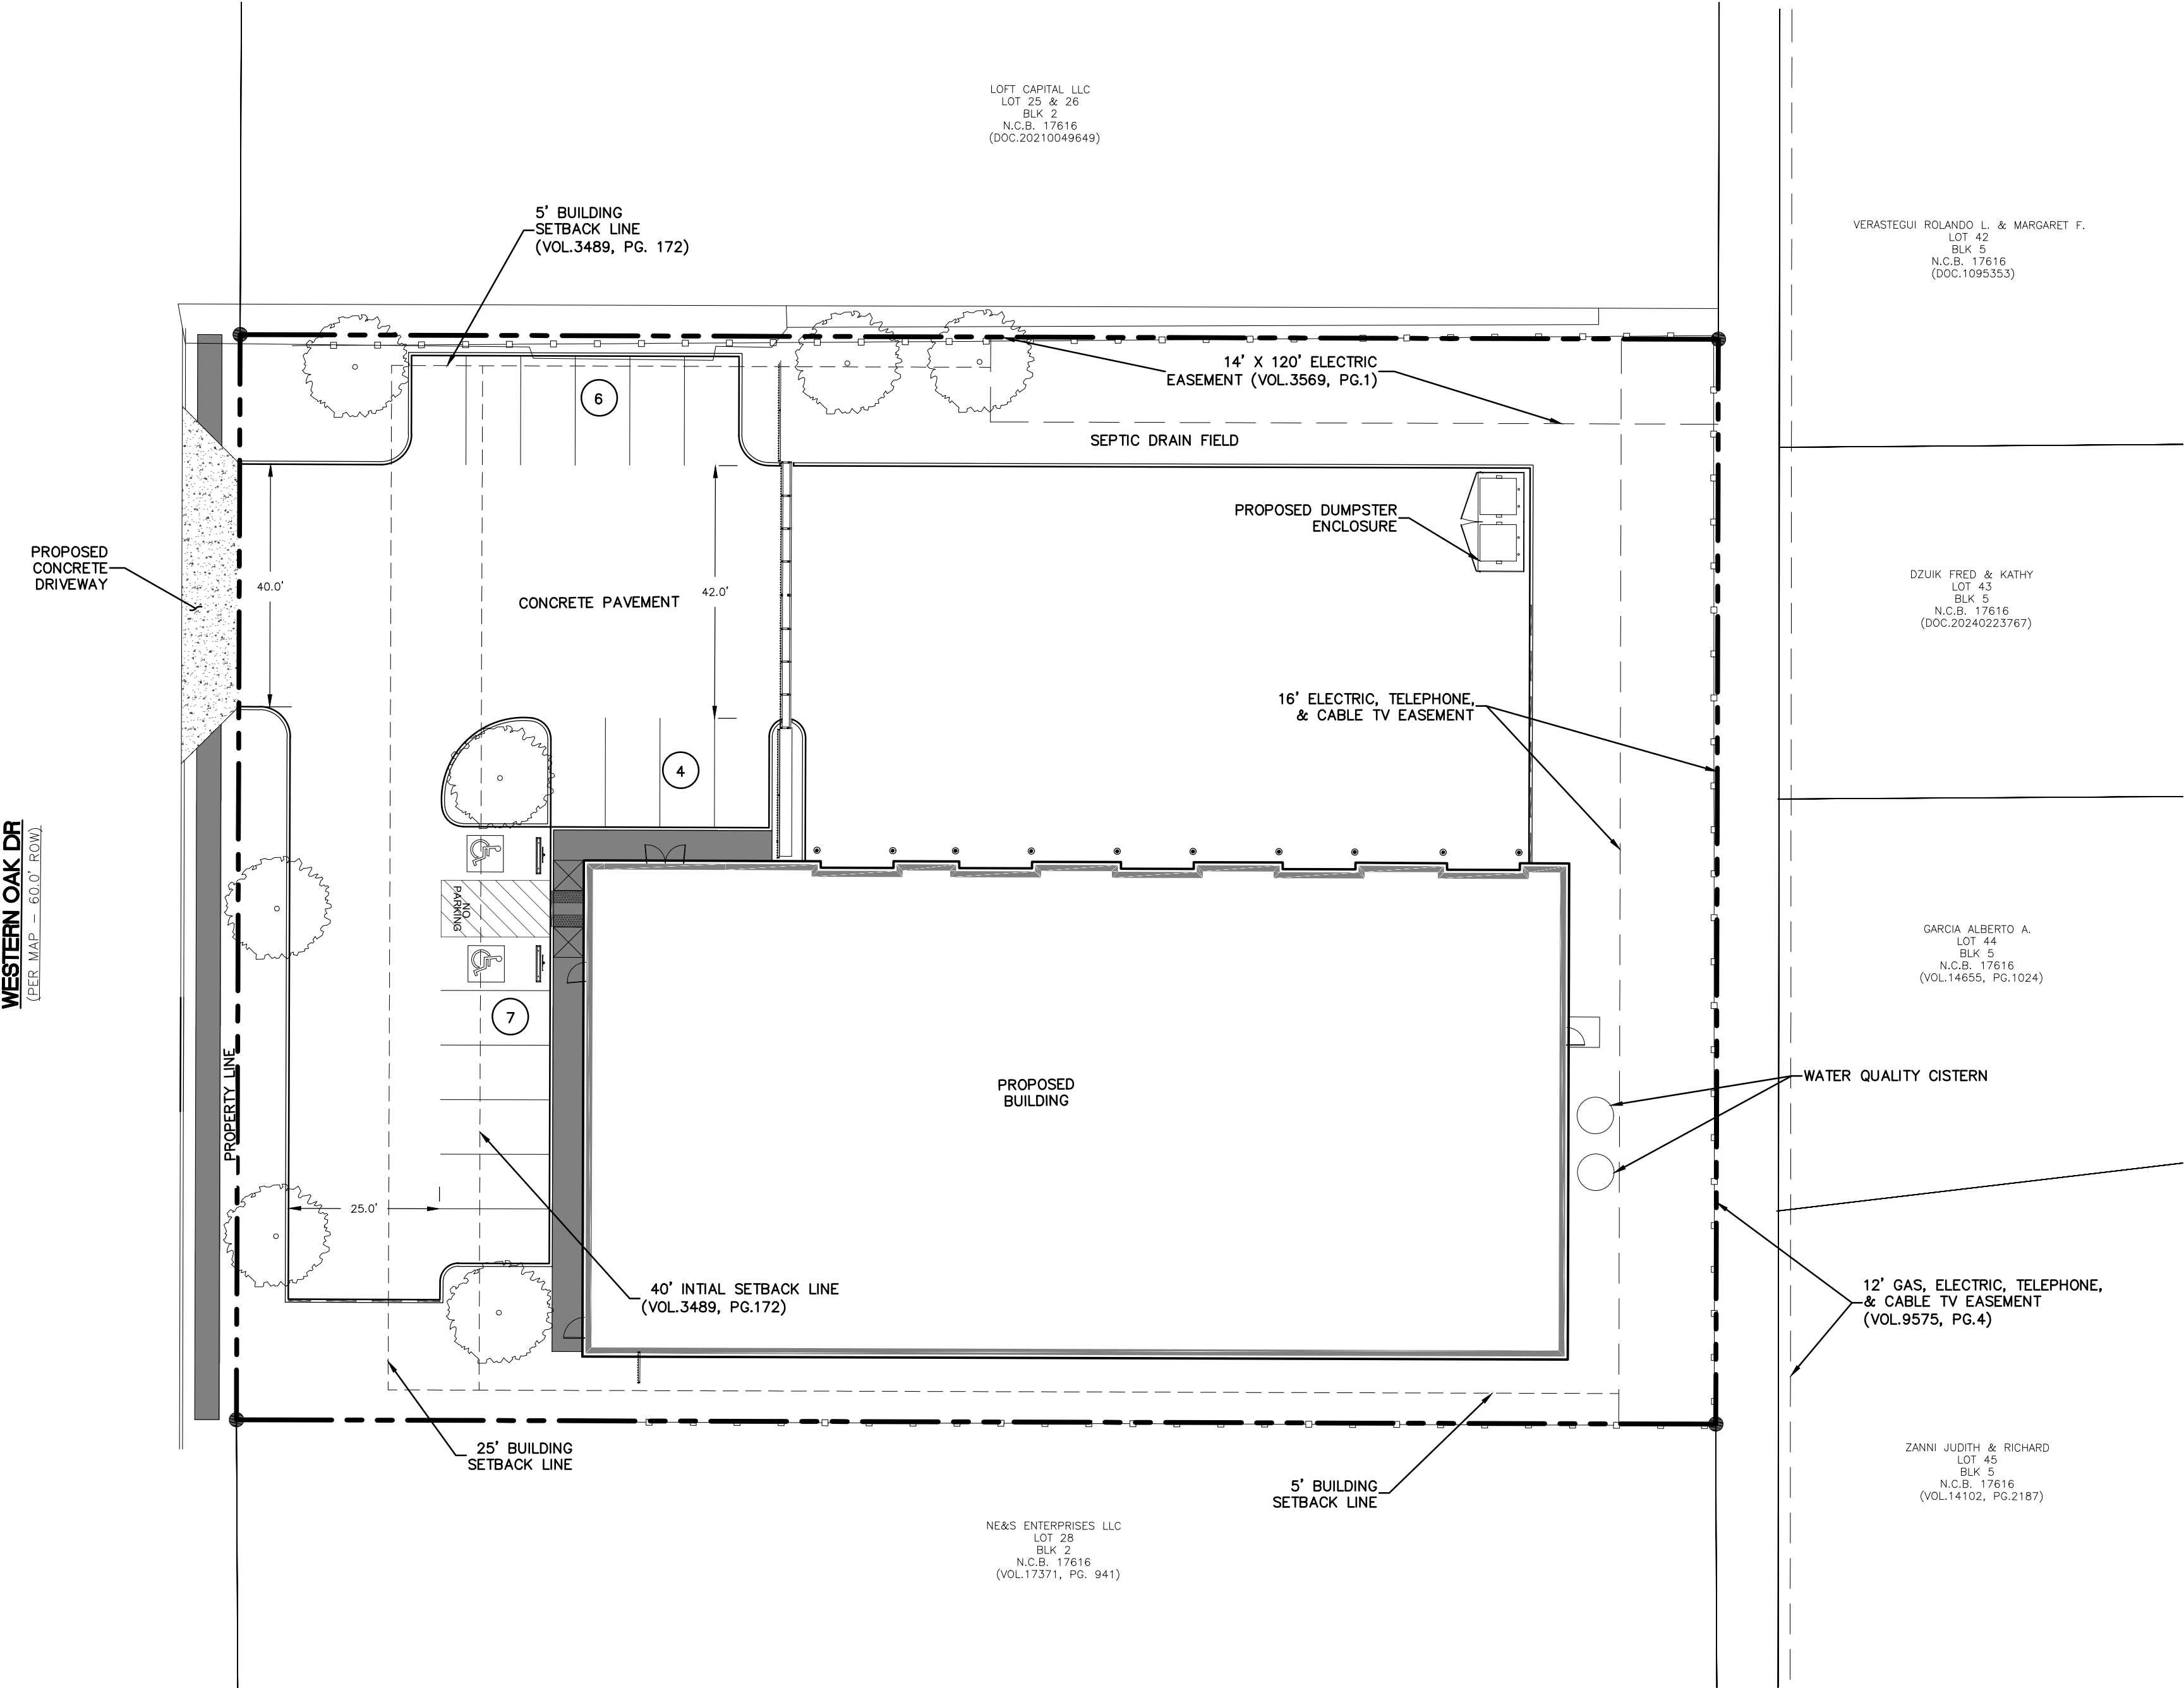 LOFT CAPITAL LLC
LOT 25 & 26
BLK 2
N.C.B. 17616
(DOC.20210049649)
5' BUILDING
SETBACK LINE
(VOL.3489, PG. 172)
VERASTEGUI ROLANDO L. & MARGARET F.
LOT 42
BLK 5
N.C.B. 17616
(DOC.1095353)
14' X 120' ELECTRIC
EASEMENT (VOL.3569, PG.1)
6
SEPTIC DRAIN FIELD
PROPOSED DUMPSTER
ENCLOSURE
PROPOSED
CONCRETE
DRIVEWAY
40.0'
CONCRETE PAVEMENT
42.0'
DZUIK FRED & KATHY
LOT 43
BLK 5
N.C.B. 17616
(DOC.20240223767)
16' ELECTRIC, TELEPHONE,
& CABLE TV EASEMENT
4
WESTERN OAK DR
(PER MAP - 60.0' ROW)
NO
PARKING
GARCIA ALBERTO A.
LOT 44
BLK 5
N.C.B. 17616
(VOL.14655, PG.1024)
7
PROPERTY LINE
PROPOSED
BUILDING
WATER QUALITY CISTERN
25.0'
40' INTIAL SETBACK LINE
(VOL.3489, PG.172)
12' GAS, ELECTRIC, TELEPHONE,
& CABLE TV EASEMENT
(VOL.9575, PG.4)
25' BUILDING
SETBACK LINE
5' BUILDING
SETBACK LINE
ZANNI JUDITH & RICHARD
LOT 45
BLK 5
N.C.B. 17616
(VOL.14102, PG.2187)
NE&S ENTERPRISES LLC
LOT 28
BLK 2
N.C.B. 17616
(VOL.17371, PG. 941)